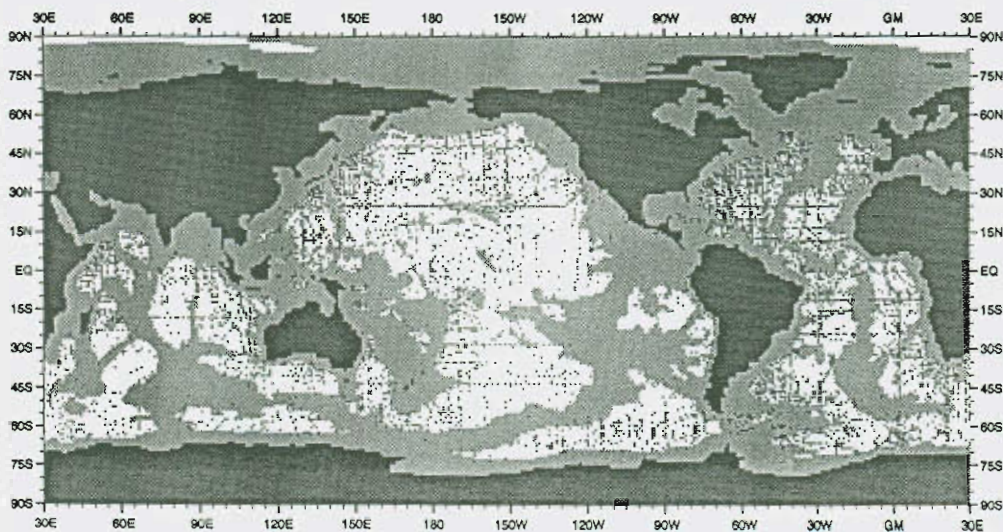 30E 60E 90E 120E 150E 180 150W 120W 90W 60W 30W GM 30E
90N 90N
75N 75N
60N 60N
45N 45N
30N 30N
15N 15N
EQ EQ
15S 15S
30S 30S
45S 45S
60S 60S
75S 75S
90S 90S
30E 60E 90E 120E 150E 180 150W 120W 90W 60W 30W GM 30E